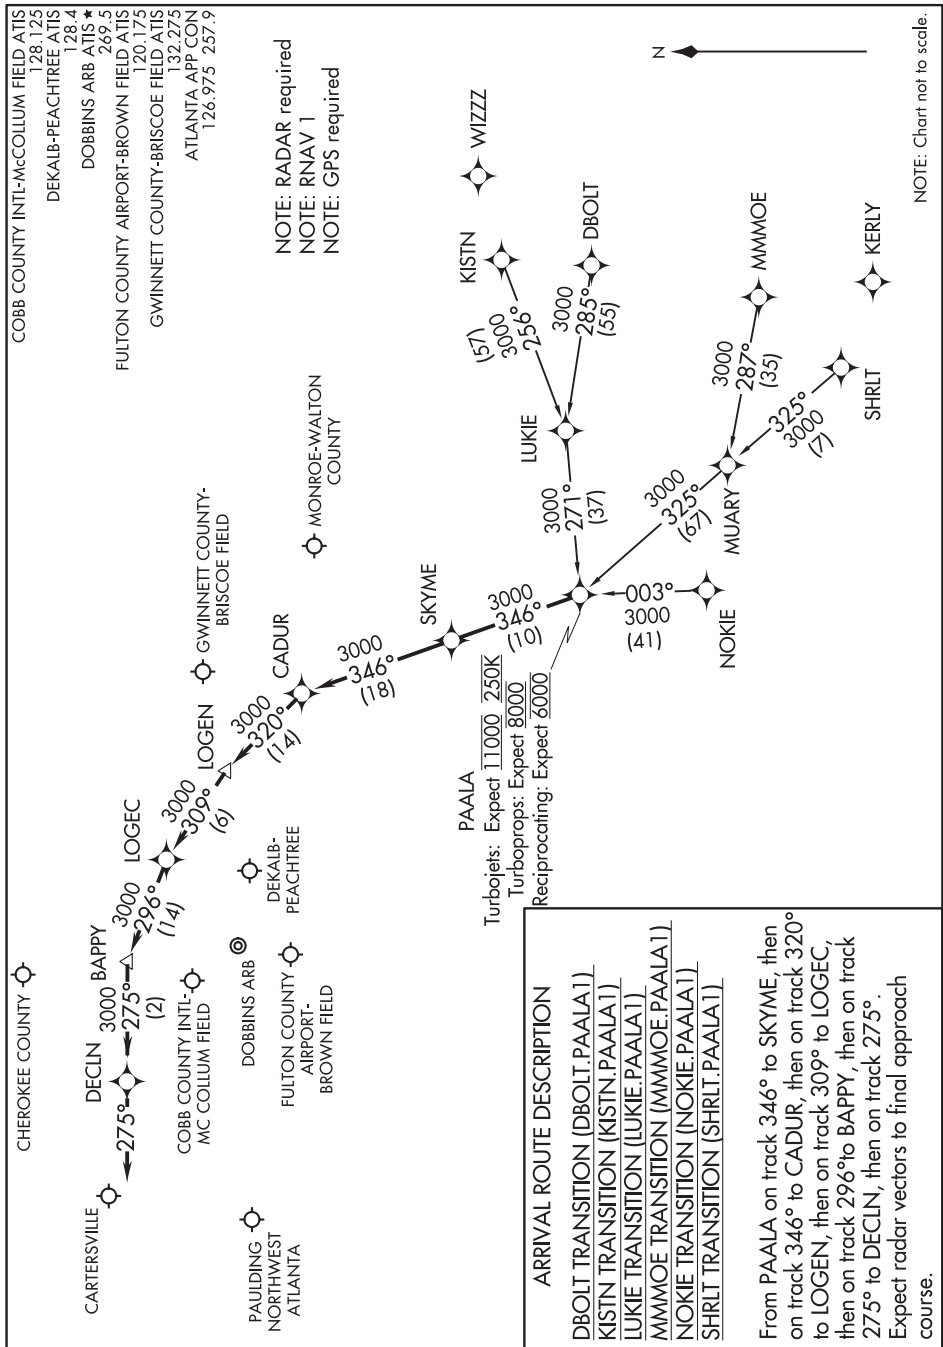 COBB COUNTY INTL-McCOLLUM FIELD ATIS
128.125
DEKALB-PEACHTREE ATIS
128.4
DOBBINS ARB ATIS ★
269.5
FULTON COUNTY AIRPORT-BROWN FIELD ATIS
120.175
GWINNETT COUNTY-BRISCOE FIELD ATIS
132.275
ATLANTA APP CON
126.975 257.9
NOTE: RADAR required
NOTE: RNAV 1
NOTE: GPS required
N
CHEROKEE COUNTY
CARTERSVILLE
275°
DECLN
3000
275°
(2)
BAPPY
3000
296°
(14)
LOGEC
3000
309°
(6)
LOGEN
3000
320°
(14)
CADUR
3000
346°
(18)
SKYME
3000
346°
(10)
GWINNETT COUNTY-
BRISCOE FIELD
MONROE-WALTON
COUNTY
COBB COUNTY INTL-
MC COLLUM FIELD
DOBBINS ARB
DEKALB-
PEACHTREE
FULTON COUNTY
AIRPORT-
BROWN FIELD
PAULDING
NORTHWEST
ATLANTA
PAALA
Turbojets: Expect 11000 250K
Turboprops: Expect 8000
Reciprocating: Expect 6000
WIZZZ
KISTN
(57)
3000
256°
DBOLT
3000
285°
(55)
LUKIE
3000
271°
(37)
MMMOE
3000
287°
(35)
KERLY
SHRLT
325°
3000
(7)
MUARY
3000
325°
(67)
NOKIE
003°
3000
(41)
ARRIVAL ROUTE DESCRIPTION
DBOLT TRANSITION (DBOLT.PAALA1)
KISTN TRANSITION (KISTN.PAALA1)
LUKIE TRANSITION (LUKIE.PAALA1)
MMMOE TRANSITION (MMMOE.PAALA1)
NOKIE TRANSITION (NOKIE.PAALA1)
SHRLT TRANSITION (SHRLT.PAALA1)
From PAALA on track 346° to SKYME, then
on track 346° to CADUR, then on track 320°
to LOGEN, then on track 309° to LOGEC,
then on track 296°to BAPPY, then on track
275° to DECLN, then on track 275°.
Expect radar vectors to final approach
course.
NOTE: Chart not to scale.